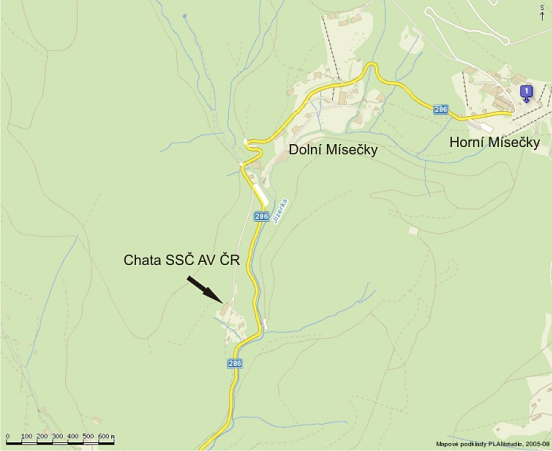 S
1
286
Horní Mísečky
Dolní Mísečky
286
Jizerka
Chata SSČ AV ČR
286
0 100 200 300 400 500 600 m
Mapové podklady PLANstudio, 2005-08